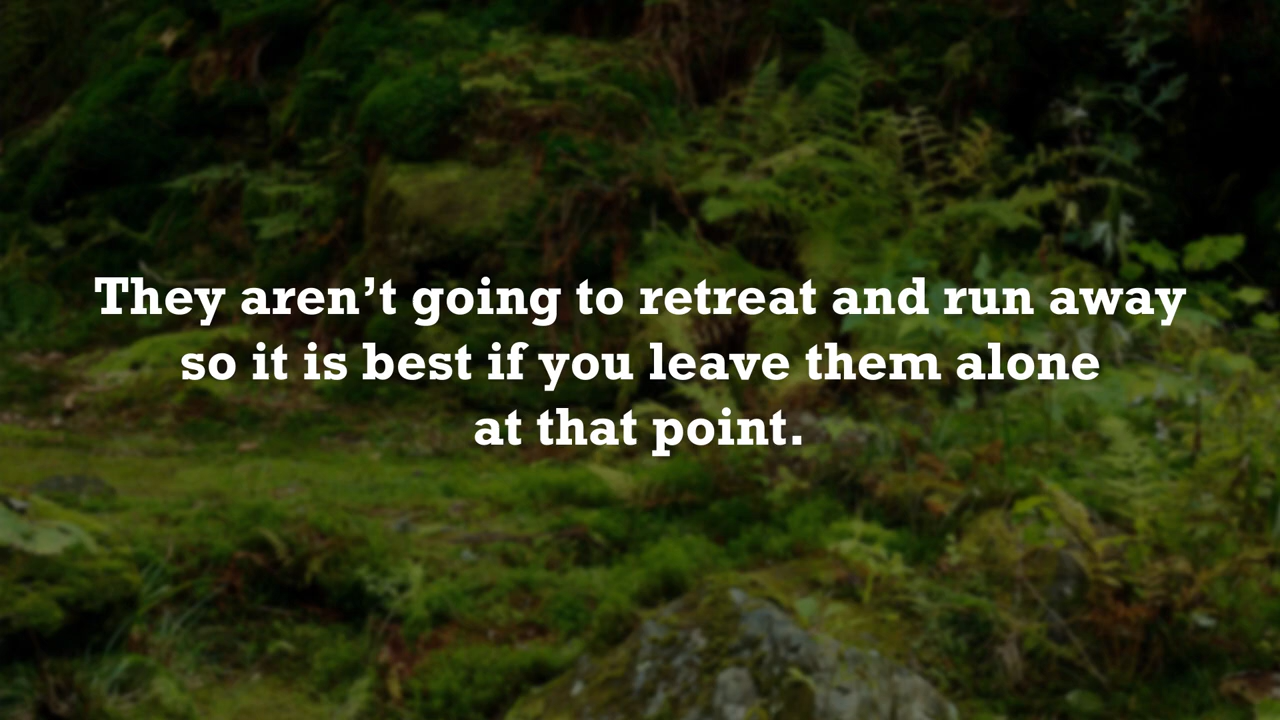 They aren’t going to retreat and run away
so it is best if you leave them alone
at that point.